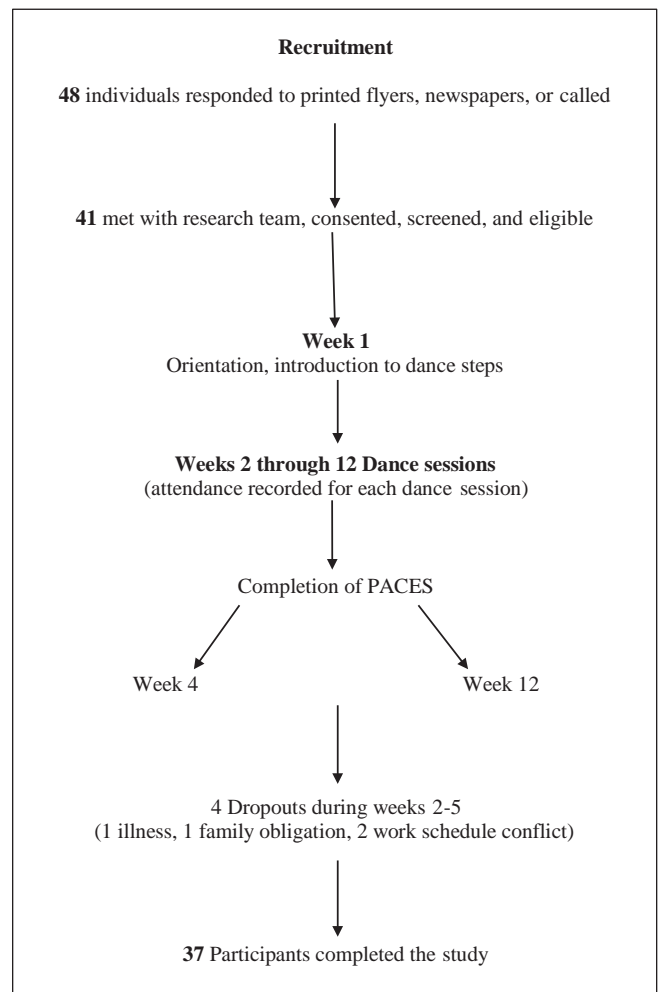 Recruitment
48 individuals responded to printed flyers, newspapers, or called
41 met with research team, consented, screened, and eligible
Week 1
Orientation, introduction to dance steps
Weeks 2 through 12 Dance sessions
(attendance recorded for each dance session)
Completion of PACES
Week 4
Week 12
4 Dropouts during weeks 2-5
(1 illness, 1 family obligation, 2 work schedule conflict)
37 Participants completed the study